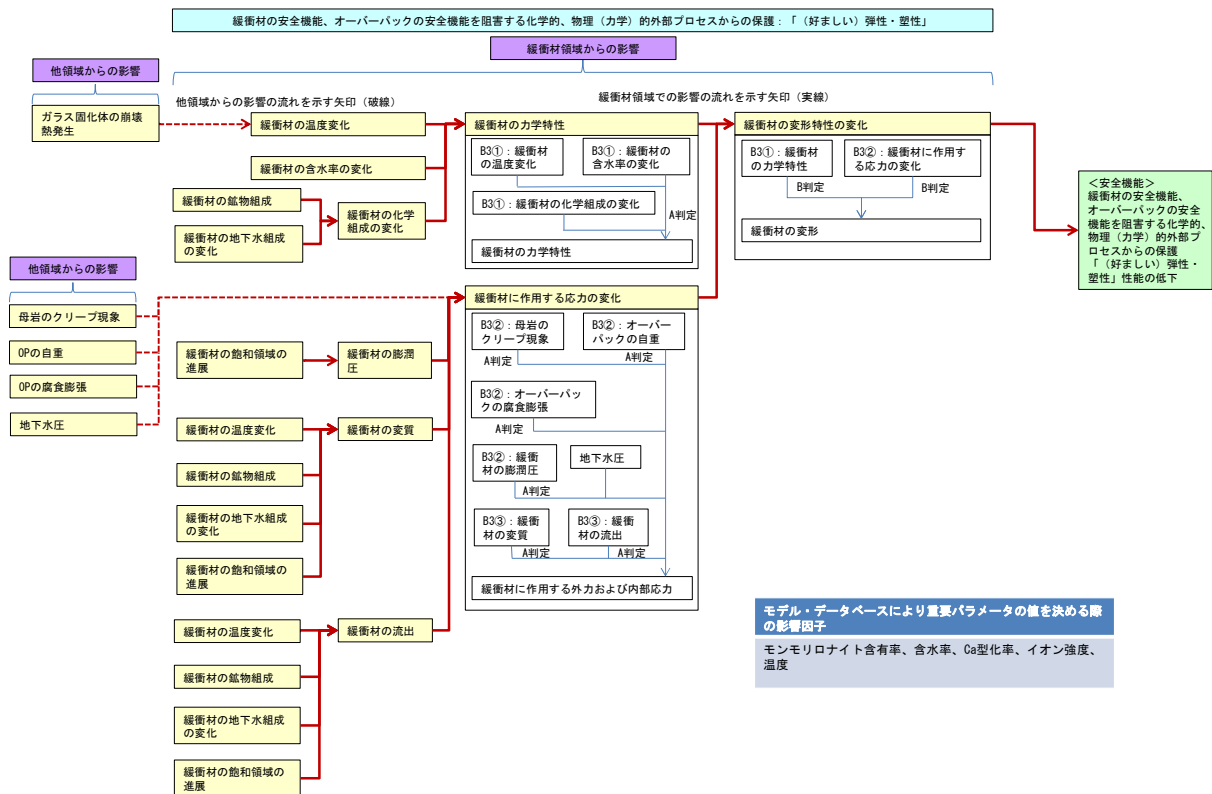 緩衝材の安全機能、オーバーパックの安全機能を阻害する化学的、物理（力学）的外部プロセスからの保護：「（好ましい）弾性・塑性」
緩衝材領域からの影響
他領域からの影響
他領域からの影響の流れを示す矢印（破線）
緩衝材領域での影響の流れを示す矢印（実線）
ガラス固化体の崩壊
熱発生
緩衝材の温度変化
緩衝材の含水率の変化
緩衝材の鉱物組成
緩衝材の地下水組成
の変化
緩衝材の化学
組成の変化
緩衝材の力学特性
B3①：緩衝材
の温度変化
B3①：緩衝材の
含水率の変化
B3①：緩衝材の化学組成の変化
A判定
緩衝材の力学特性
緩衝材の変形特性の変化
B3①：緩衝材
の力学特性
B3②：緩衝材に作用す
る応力の変化
B判定
B判定
緩衝材の変形
＜安全機能＞
緩衝材の安全機能、
オーバーパックの安全
機能を阻害する化学的、
物理（力学）的外部プ
ロセスからの保護
「（好ましい）弾性・
塑性」性能の低下
他領域からの影響
母岩のクリープ現象
OPの自重
OPの腐食膨張
地下水圧
緩衝材の飽和領域の
進展
緩衝材の膨潤
圧
緩衝材の温度変化
緩衝材の鉱物組成
緩衝材の地下水組成
の変化
緩衝材の飽和領域の
進展
緩衝材の変質
緩衝材の温度変化
緩衝材の鉱物組成
緩衝材の地下水組成
の変化
緩衝材の飽和領域の
進展
緩衝材の流出
緩衝材に作用する応力の変化
B3②：母岩の
クリープ現象
B3②：オーバー
パックの自重
A判定
A判定
B3②：オーバーパッ
クの腐食膨張
A判定
B3②：緩衝
材の膨潤圧
地下水圧
A判定
B3③：緩衝
材の変質
B3③：緩衝
材の流出
A判定
A判定
緩衝材に作用する外力および内部応力
モデル・データベースにより重要パラメータの値を決める際
の影響因子
モンモリロナイト含有率、含水率、Ca型化率、イオン強度、
温度